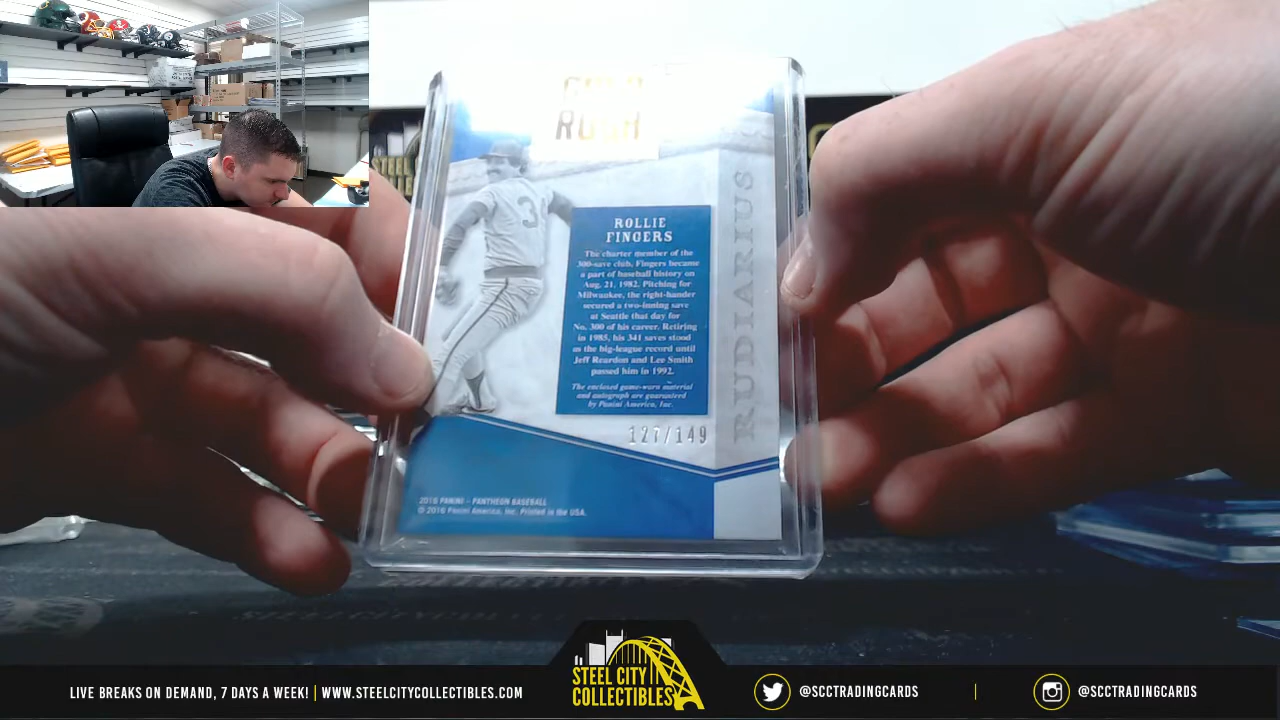 GOLD
RUSH
3
ROLLIE
FINGERS
The charter member of the
300-save club, Fingers became
a part of baseball history on
Aug. 21, 1982. Pitching for
Milwaukee, the right-hander
secured a two-inning save
at Seattle that day for
No. 300 of his career. Retiring
in 1985, his 341 saves stood
as the big-league record until
Jeff Reardon and Lee Smith
passed him in 1992.
The enclosed game-worn material
and autograph are guaranteed
by Panini America, Inc.
RUDIARIUS
127/149
2016 PANINI – PANTHEON BASEBALL
© 2016 Panini America, Inc. Printed in the USA.
LIVE BREAKS ON DEMAND, 7 DAYS A WEEK! | WWW.STEELCITYCOLLECTIBLES.COM
STEEL CITY
COLLECTIBLES
@SCCTRADINGCARDS
@SCCTRADINGCARDS